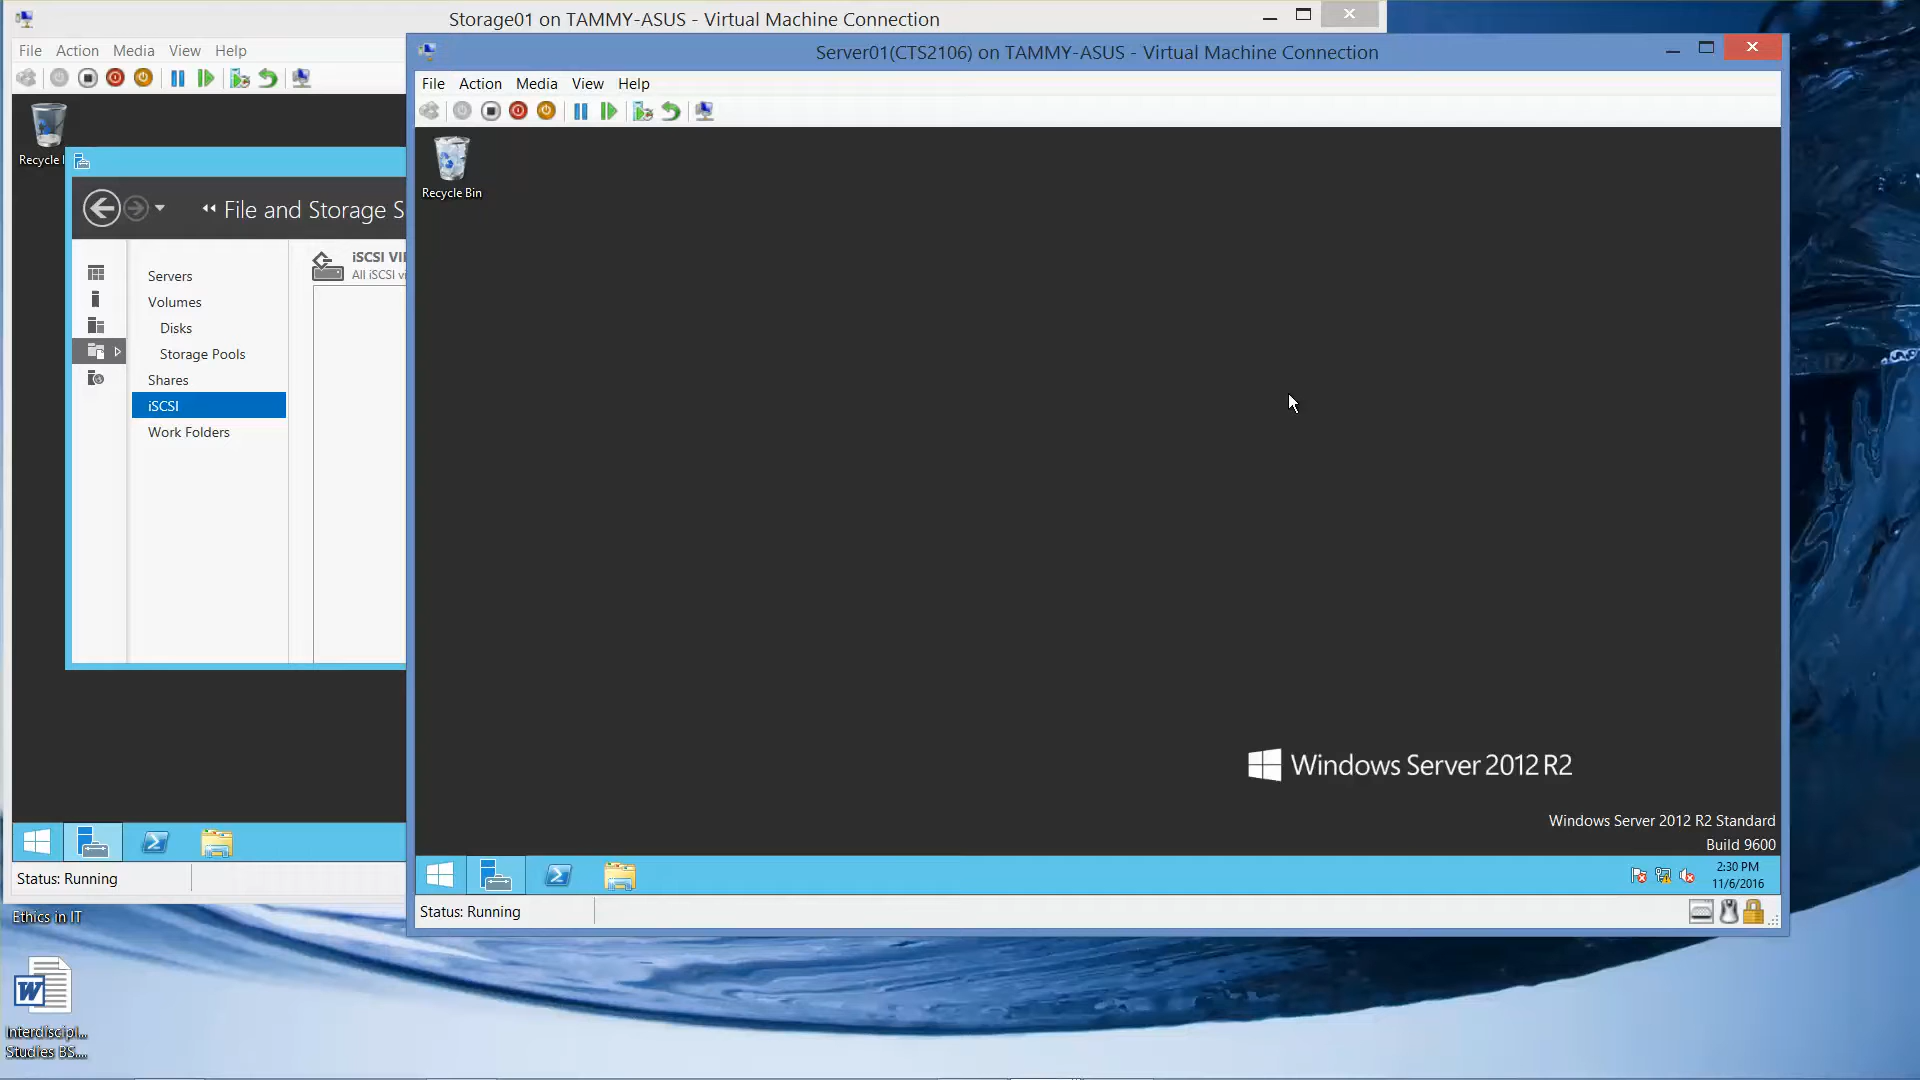 Storage01 on TAMMY-ASUS - Virtual Machine Connection
File Action Media View Help
Recycle
File and Storage S
Servers
Volumes
Disks
Storage Pools
Shares
iSCSI
Work Folders
iSCSI VI
All iSCSI vi
Status: Running
Server01(CTS2106) on TAMMY-ASUS - Virtual Machine Connection
File Action Media View Help
Recycle Bin
Windows Server 2012 R2
Windows Server 2012 R2 Standard
Build 9600
2:30 PM
11/6/2016
Status: Running
Ethics in IT
Interdiscipl...
Studies BS....